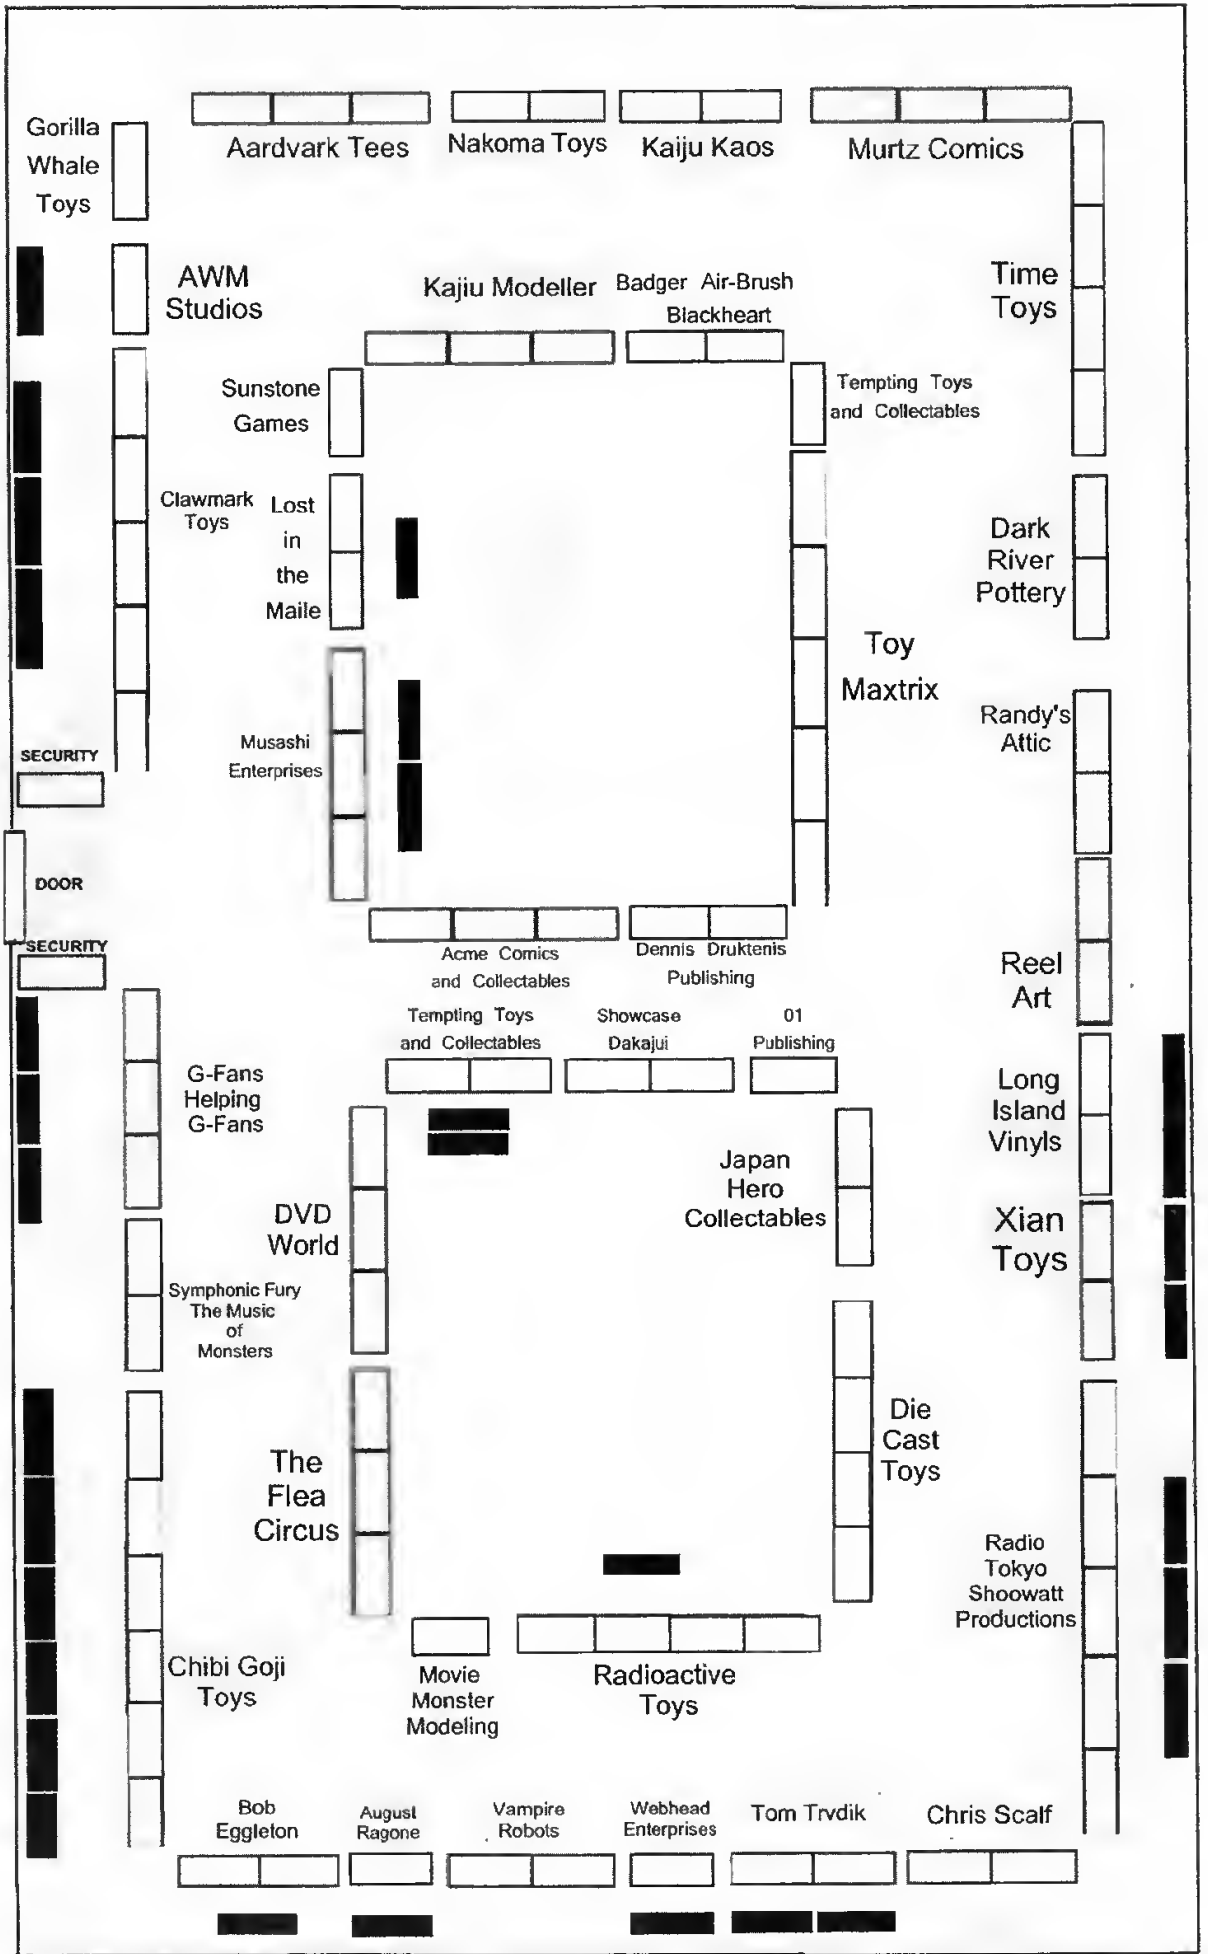 Gorilla
Whale
Toys
Aardvark Tees
Nakoma Toys
Kaiju Kaos
Murtz Comics
AWM
Studios
Kajiu Modeller
Badger Air-Brush
Blackheart
Time
Toys
Sunstone
Games
Tempting Toys
and Collectables
Clawmark
Toys
Lost
in
the
Maile
Dark
River
Pottery
Toy
Maxtrix
Randy's
Attic
Musashi
Enterprises
SECURITY
DOOR
SECURITY
Acme Comics
and Collectables
Dennis Druktenis
Publishing
Reel
Art
Tempting Toys
and Collectables
Showcase
Dakajui
01
Publishing
G-Fans
Helping
G-Fans
Long
Island
Vinyls
Japan
Hero
Collectables
DVD
World
Xian
Toys
Symphonic Fury
The Music
of
Monsters
Die
Cast
Toys
The
Flea
Circus
Radio
Tokyo
Shoowatt
Productions
Chibi Goji
Toys
Movie
Monster
Modeling
Radioactive
Toys
Bob
Eggleton
August
Ragone
Vampire
Robots
Webhead
Enterprises
Tom Trvdik
Chris Scalf